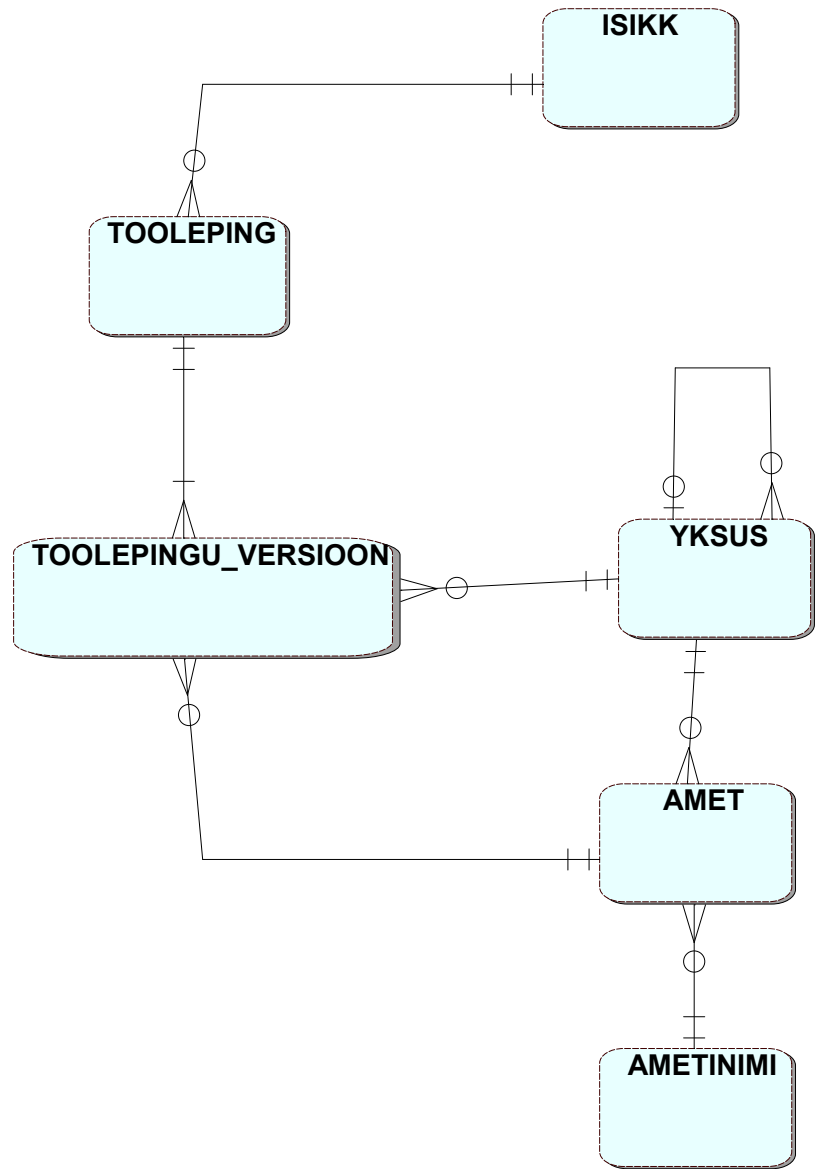 ISIKK
TOOLEPING
YKSUS
TOOLEPINGU_VERSIOON
AMET
AMETINIMI